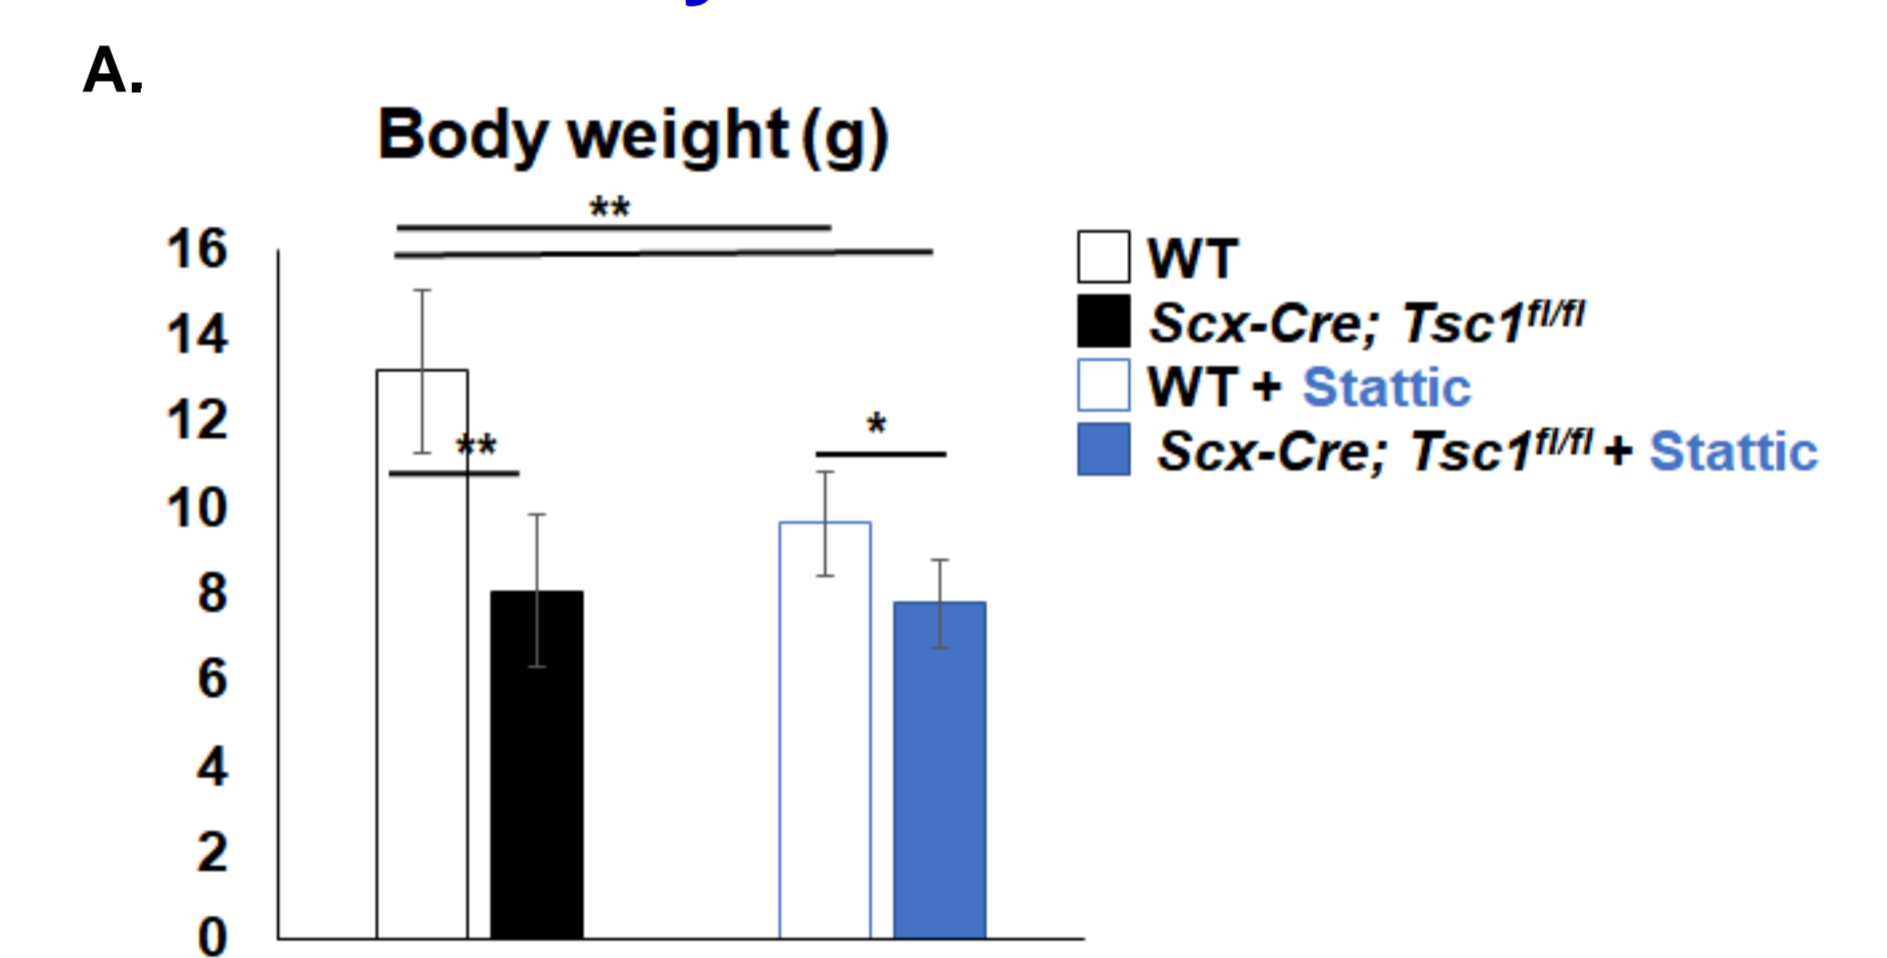 A.
Body weight (g)
**
16
14
12
10
8
6
4
2
0
**
*
WT
Scx-Cre; Tsc1fl/fl
WT + Stattic
Scx-Cre; Tsc1fl/fl + Stattic